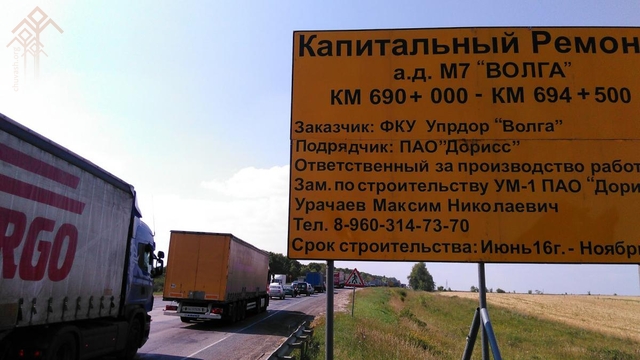 Капитальный Ремон
а.д. М7 "ВОЛГА"
КМ 690+000 - КМ 694+500
Заказчик: ФКУ Упрдор "Волга"
Подрядчик: ПАО"Дорисс"
Ответственный за производство работ
Зам. по строительству УМ-1 ПАО "Дори
Урачаев Максим Николаевич
Тел. 8-960-314-73-70
Срок строительства: Июнь16г. - Ноябр
RGO